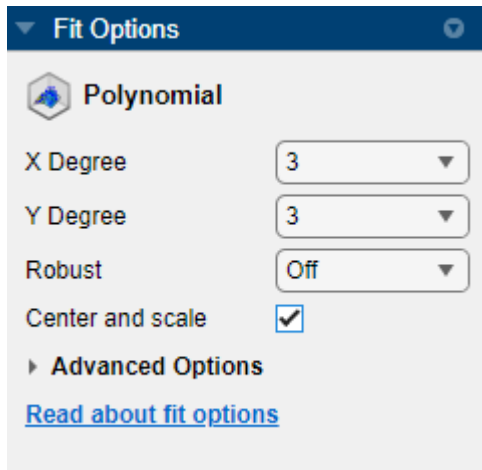 Fit Options
Polynomial
X Degree 3
Y Degree 3
Robust Off
Center and scale
Advanced Options
Read about fit options